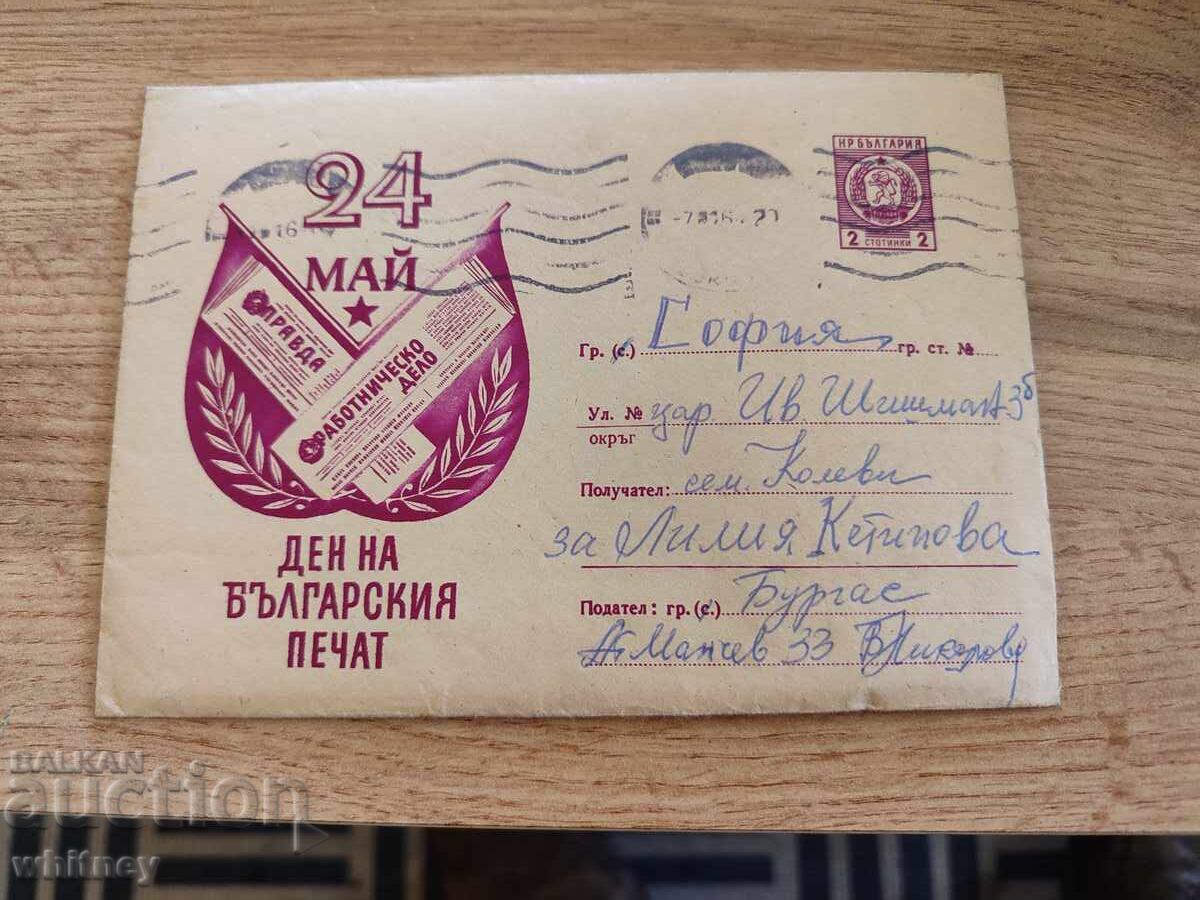 24
МАЙ
ПРАВДА
РАБОТНИЧЕСКО
ДЕЛО
ДЕН НА
БЪЛГАРСКИЯ
ПЕЧАТ
НР БЪЛГАРИЯ
2 СТОТИНКИ 2
16
Гр. (с.) София гр. ст. №
Ул. № цар Ив Шишман 3б
окръг
Получател: сем. Колеви
за Лилия Кетипова
Подател: гр. (с.) Бургас
Манчев 33
BALKAN
auction
whitney